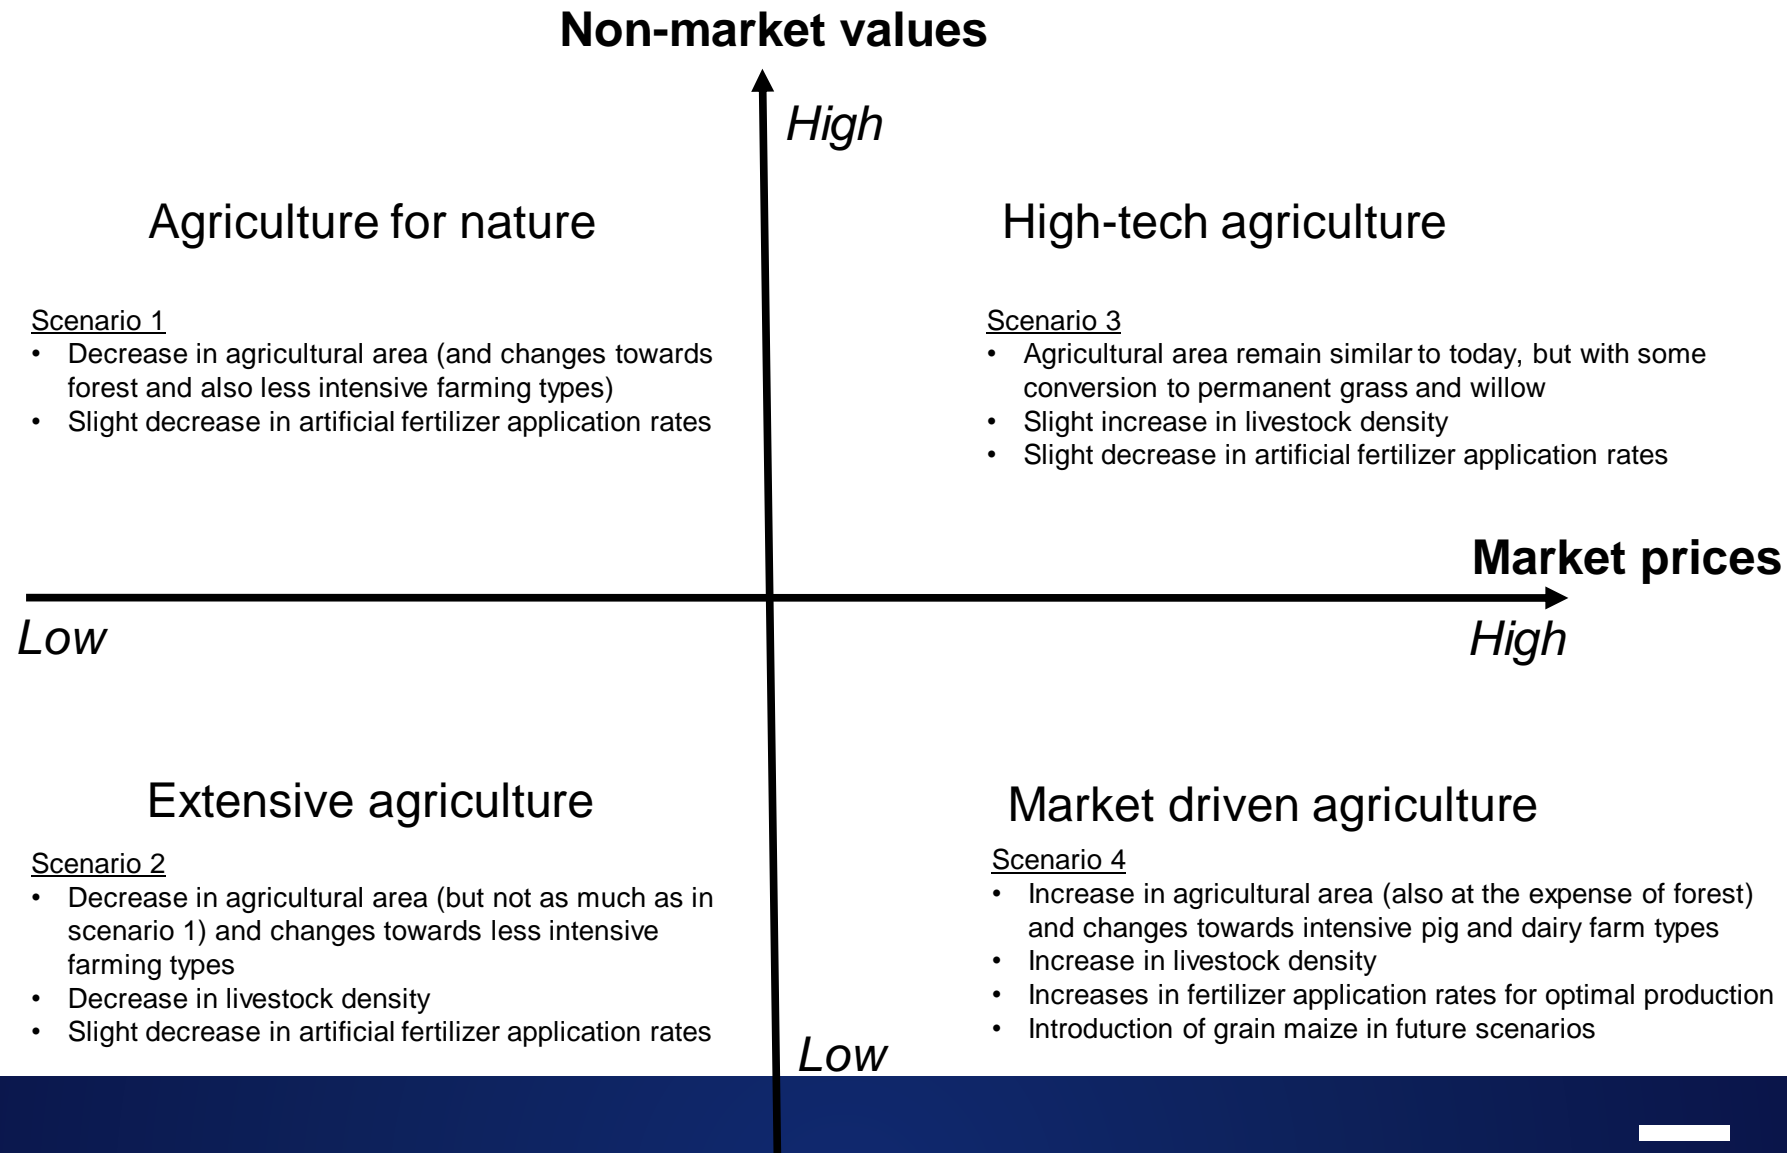 Non-market values
High
Agriculture for nature
Scenario 1
• Decrease in agricultural area (and changes towards
forest and also less intensive farming types)
• Slight decrease in artificial fertilizer application rates
High-tech agriculture
Scenario 3
• Agricultural area remain similar to today, but with some
conversion to permanent grass and willow
• Slight increase in livestock density
• Slight decrease in artificial fertilizer application rates
Market prices
Low
High
Extensive agriculture
Scenario 2
• Decrease in agricultural area (but not as much as in
scenario 1) and changes towards less intensive
farming types
• Decrease in livestock density
• Slight decrease in artificial fertilizer application rates
Market driven agriculture
Scenario 4
• Increase in agricultural area (also at the expense of forest)
and changes towards intensive pig and dairy farm types
• Increase in livestock density
• Increases in fertilizer application rates for optimal production
• Introduction of grain maize in future scenarios
Low